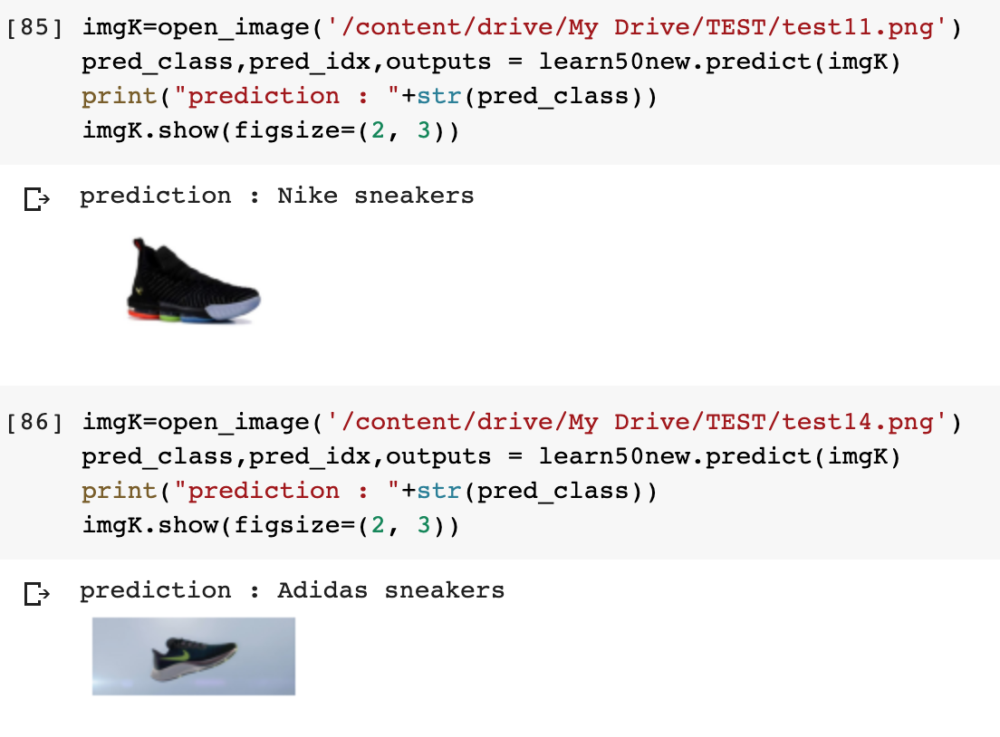 [85] imgK=open_image('/content/drive/My Drive/TEST/test11.png')
pred_class,pred_idx,outputs = learn50new.predict(imgK)
print("prediction : "+str(pred_class))
imgK.show(figsize=(2, 3))
prediction : Nike sneakers
[86] imgK=open_image('/content/drive/My Drive/TEST/test14.png')
pred_class,pred_idx,outputs = learn50new.predict(imgK)
print("prediction : "+str(pred_class))
imgK.show(figsize=(2, 3))
prediction : Adidas sneakers